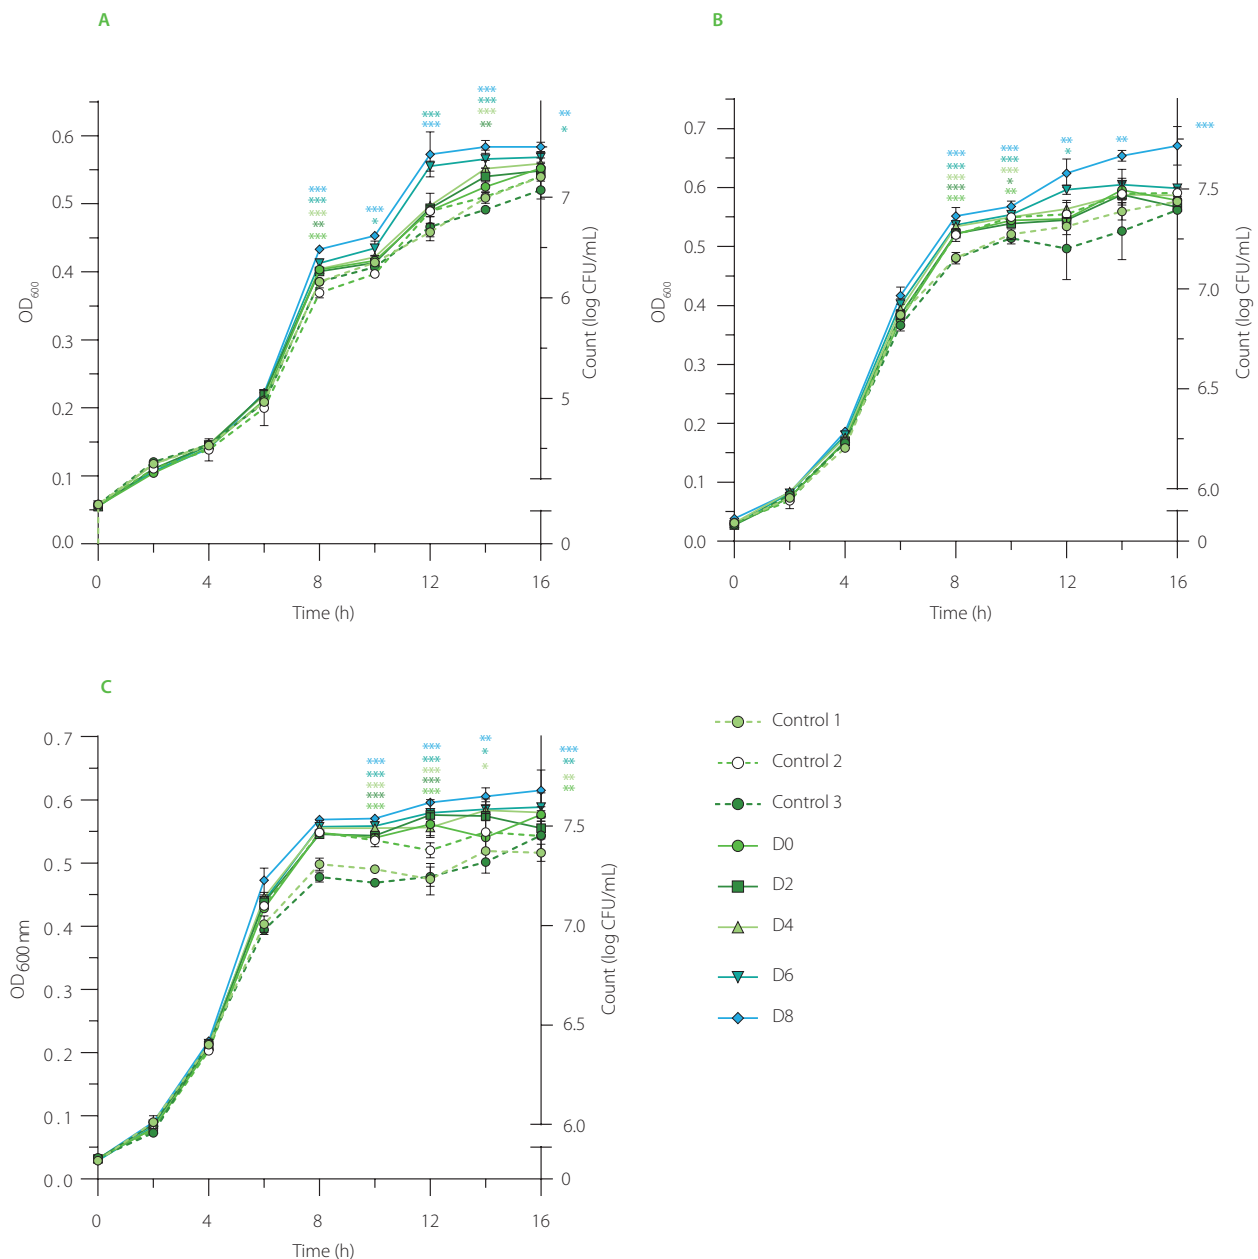 A
0.6
0.5
0.4
0.3
0.2
0.1
0.0
OD600
*** *** *** ** ***
*** *
*** ***
*** *** *** **
** *
7
6
5
0
Count (log CFU/mL)
0 4 8 12 16
Time (h)
B
0.7
0.6
0.5
0.4
0.3
0.2
0.1
0.0
OD600
*** *** *** *** ***
*** *** *** * **
** *
**
***
7.5
7.0
6.5
6.0
0
Count (log CFU/mL)
0 4 8 12 16
Time (h)
C
0.7
0.6
0.5
0.4
0.3
0.2
0.1
0.0
OD600 nm
*** *** *** *** ***
*** *** *** *** ***
** * *
*** ** ** **
7.5
7.0
6.5
6.0
0
Count (log CFU/mL)
0 4 8 12 16
Time (h)
Control 1
Control 2
Control 3
D0
D2
D4
D6
D8